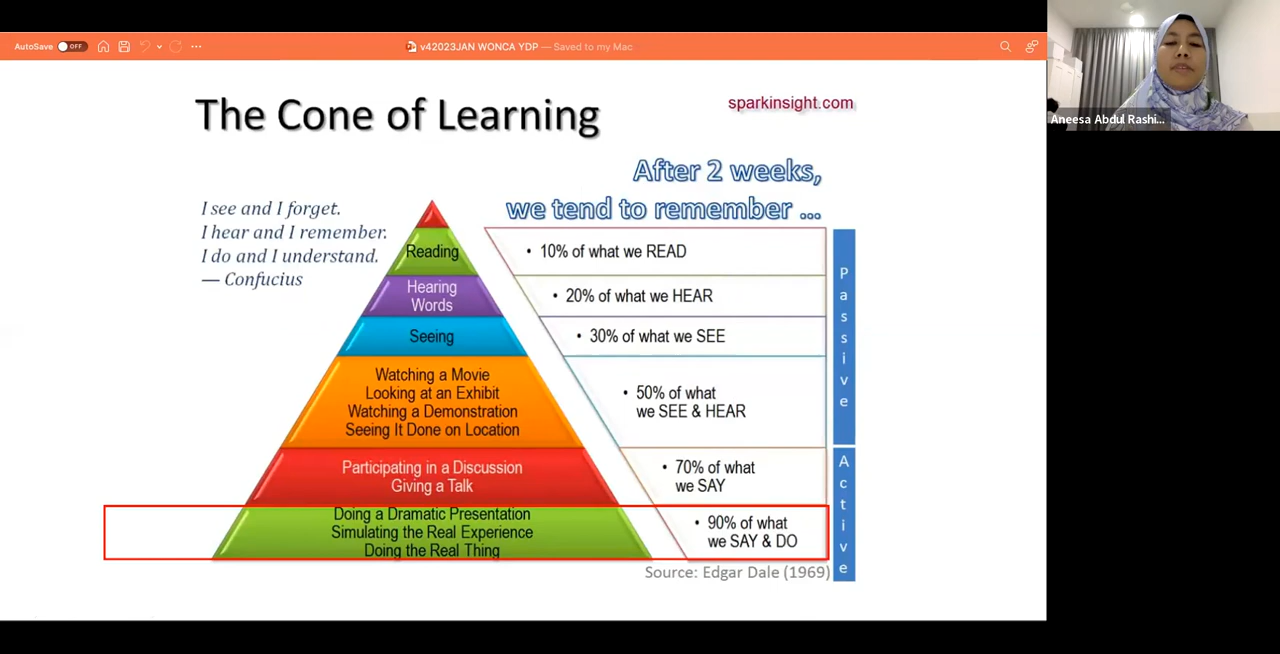 AutoSave OFF
v42023JAN WONCA YDP — Saved to my Mac
Aneesa Abdul Rashi...
The Cone of Learning
sparkinsight.com
After 2 weeks,
we tend to remember ...
I see and I forget.
I hear and I remember.
I do and I understand.
— Confucius
Reading
• 10% of what we READ
Hearing
Words
• 20% of what we HEAR
Seeing
• 30% of what we SEE
Watching a Movie
Looking at an Exhibit
Watching a Demonstration
Seeing It Done on Location
• 50% of what
we SEE & HEAR
Passive
Participating in a Discussion
Giving a Talk
• 70% of what
we SAY
Doing a Dramatic Presentation
Simulating the Real Experience
Doing the Real Thing
• 90% of what
we SAY & DO
Active
Source: Edgar Dale (1969)